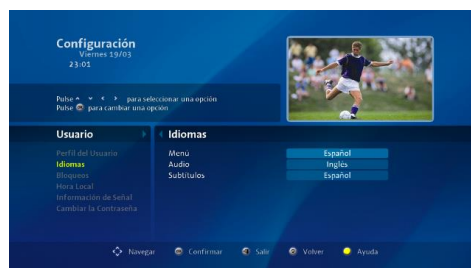 Configuración
Viernes 19/03
23:01
Pulse para seleccionar una opción
Pulse para cambiar una opción
Usuario
Idiomas
Perfil del Usuario
Idiomas
Bloqueos
Hora Local
Información de Señal
Cambiar la Contraseña
Menú Español
Audio Inglés
Subtítulos Español
Navegar Confirmar Salir Volver Ayuda